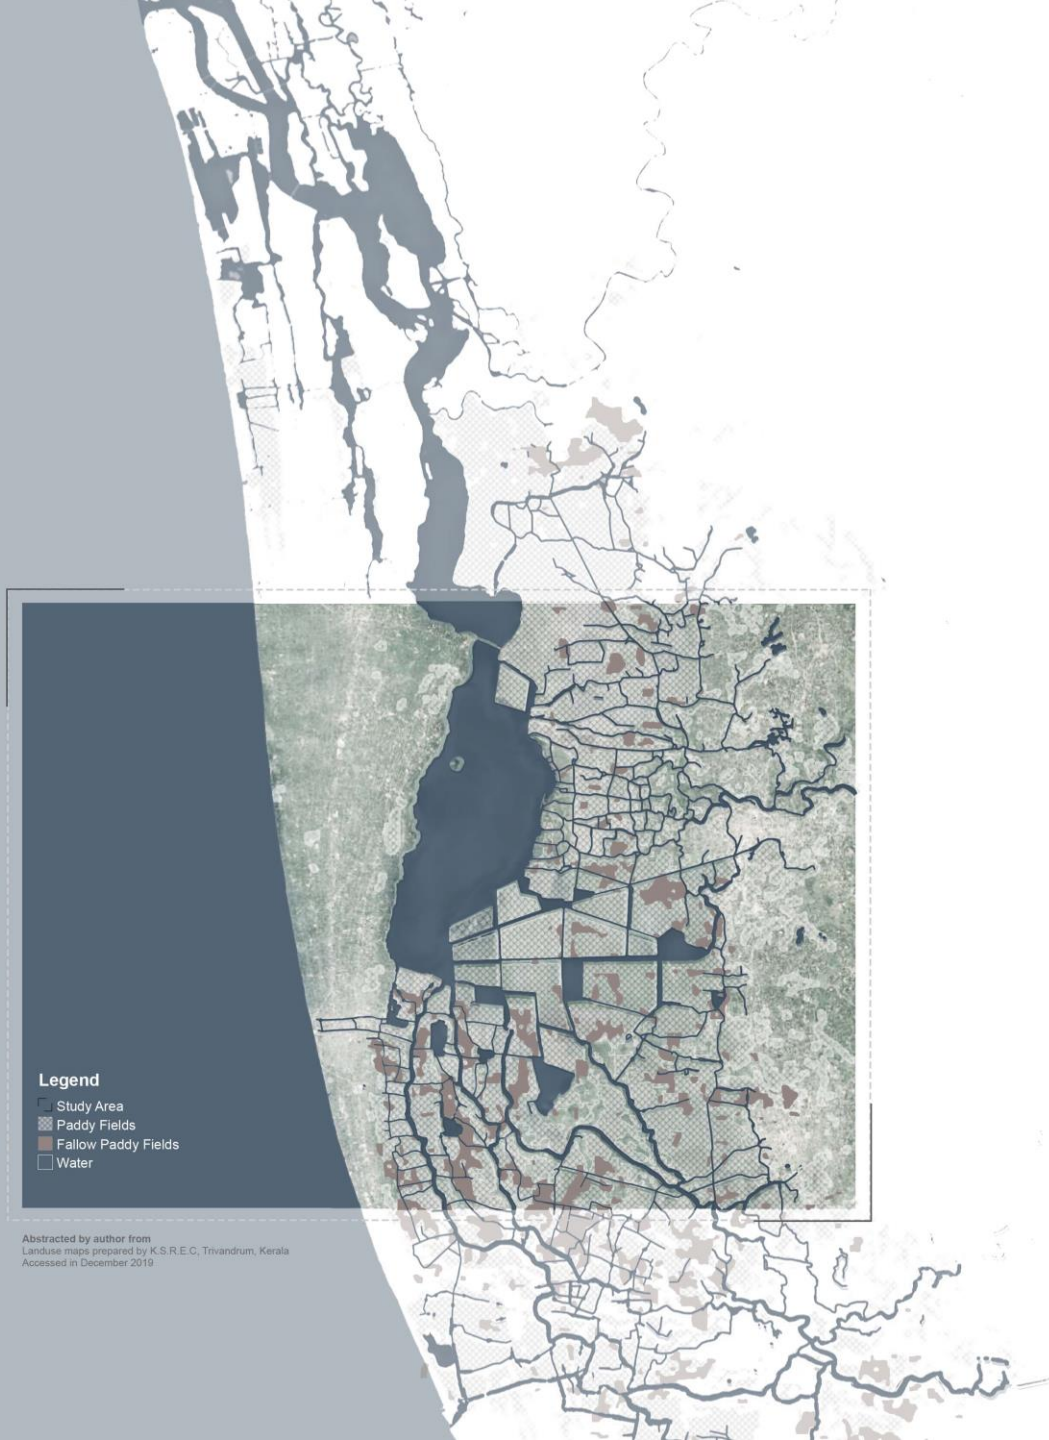 Legend
Study Area
Paddy Fields
Fallow Paddy Fields
Water
Abstracted by author from
Landuse maps prepared by K.S.R.E.C, Trivandrum, Kerala
Accessed in December 2019